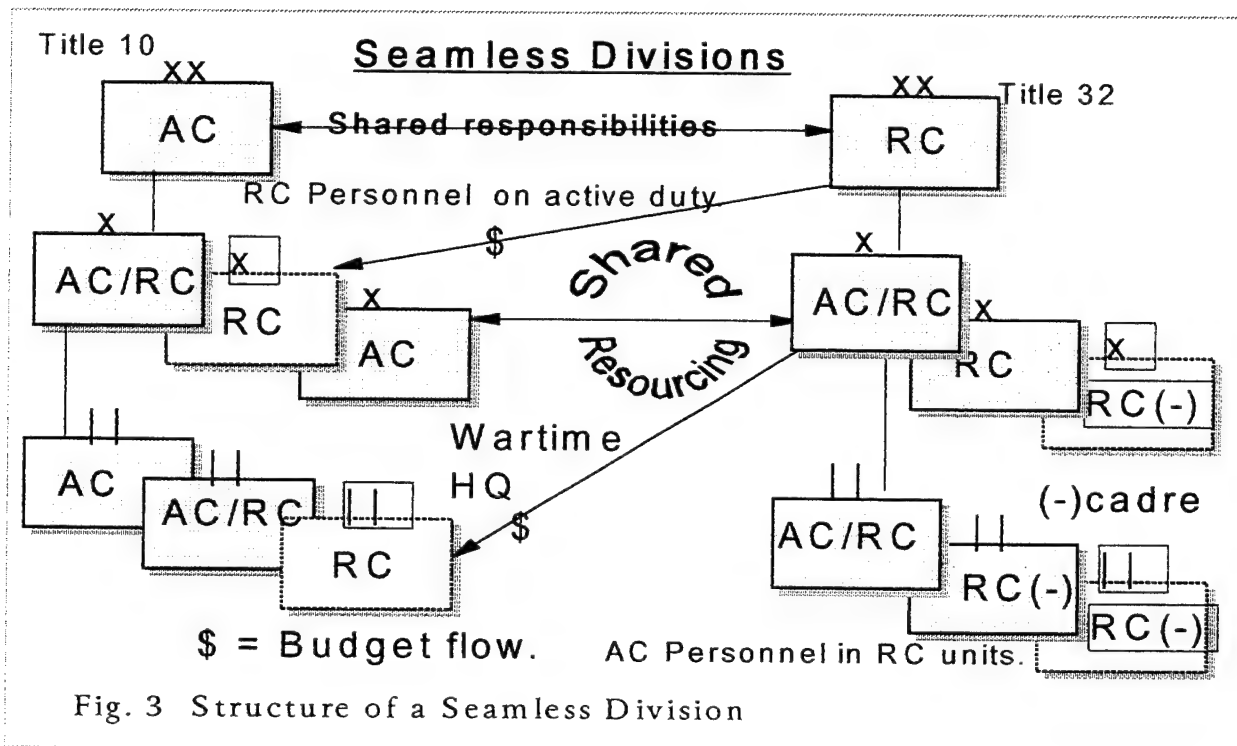 Title 10
Seamless Divisions
XX
AC
Shared responsibilities
XX
Title 32
RC
RC Personnel on active duty
$
X
AC/RC
X
RC
X
AC
Shared
Resourcing
X
AC/RC
X
RC
X
RC(-)
Wartime
HQ
$
||
AC
||
AC/RC
||
RC
(-)cadre
||
AC/RC
||
RC(-)
||
RC(-)
$ = Budget flow.
AC Personnel in RC units.
Fig. 3 Structure of a Seamless Division